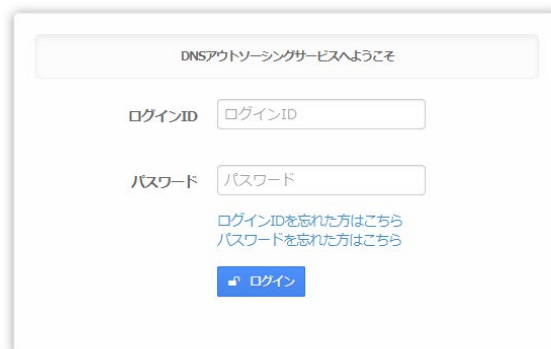 DNSアウトソーシングサービスへようこそ
ログインID ログインID
パスワード パスワード
ログインIDを忘れた方はこちら
パスワードを忘れた方はこちら
ログイン